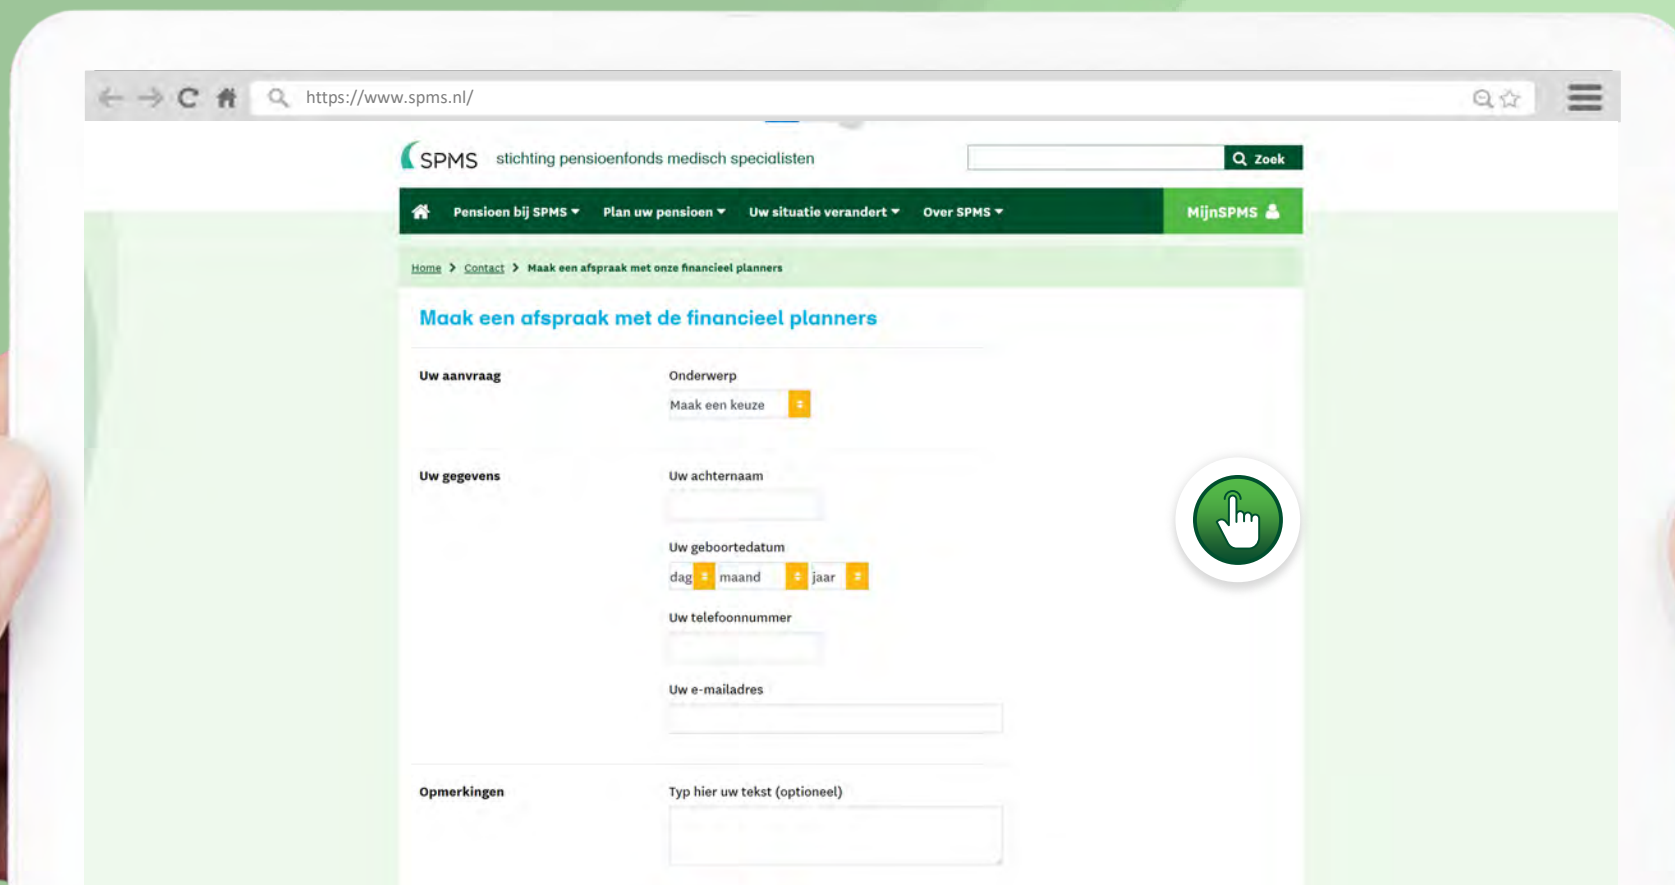 https://www.spms.nl/
SPMS stichting pensioenfonds medisch specialisten
Zoek
Pensioen bij SPMS Plan uw pensioen Uw situatie verandert Over SPMS MijnSPMS
Home > Contact > Maak een afspraak met onze financieel planners
Maak een afspraak met de financieel planners
Uw aanvraag
Onderwerp
Maak een keuze
Uw gegevens
Uw achternaam
Uw geboortedatum
dag maand jaar
Uw telefoonnummer
Uw e-mailadres
Opmerkingen
Typ hier uw tekst (optioneel)